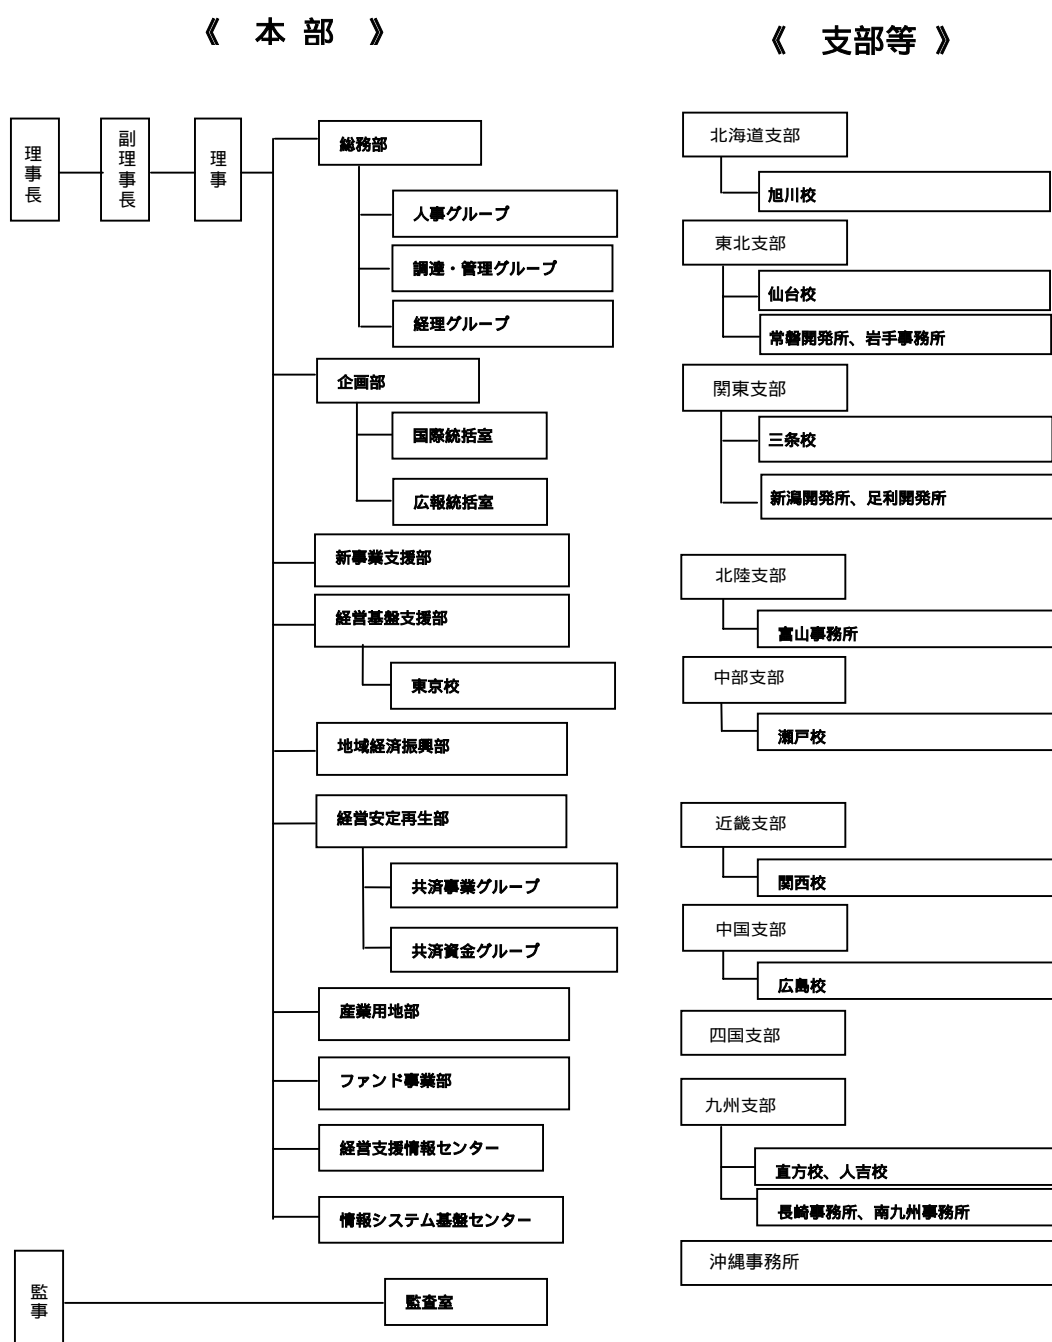 《 本 部 》
理事長
副理事長
理事
総務部
人事グループ
調達・管理グループ
経理グループ
企画部
国際統括室
広報統括室
新事業支援部
経営基盤支援部
東京校
地域経済振興部
経営安定再生部
共済事業グループ
共済資金グループ
産業用地部
ファンド事業部
経営支援情報センター
情報システム基盤センター
監事
監査室
《 支部等 》
北海道支部
旭川校
東北支部
仙台校
常磐開発所、岩手事務所
関東支部
三条校
新潟開発所、足利開発所
北陸支部
富山事務所
中部支部
瀬戸校
近畿支部
関西校
中国支部
広島校
四国支部
九州支部
直方校、人吉校
長崎事務所、南九州事務所
沖縄事務所